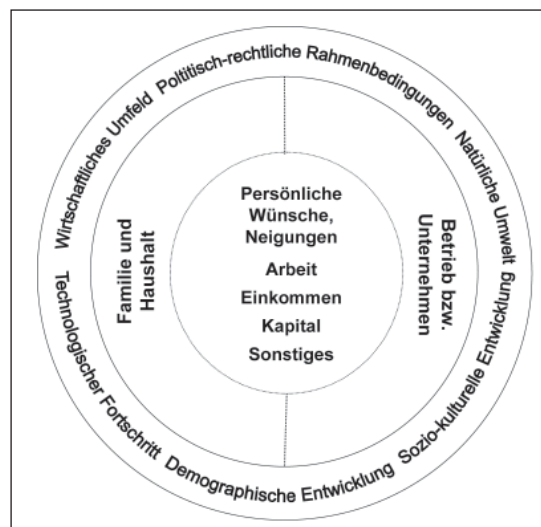 Wirtschaftliches Umfeld
Poltitisch-rechtliche Rahmenbedingungen
Natürliche Umwelt
Familie und
Haushalt
Persönliche
Wünsche,
Neigungen
Arbeit
Einkommen
Kapital
Sonstiges
Betrieb bzw.
Unternehmen
Technologischer Fortschritt
Demographische Entwicklung
Sozio-kulturelle Entwicklung